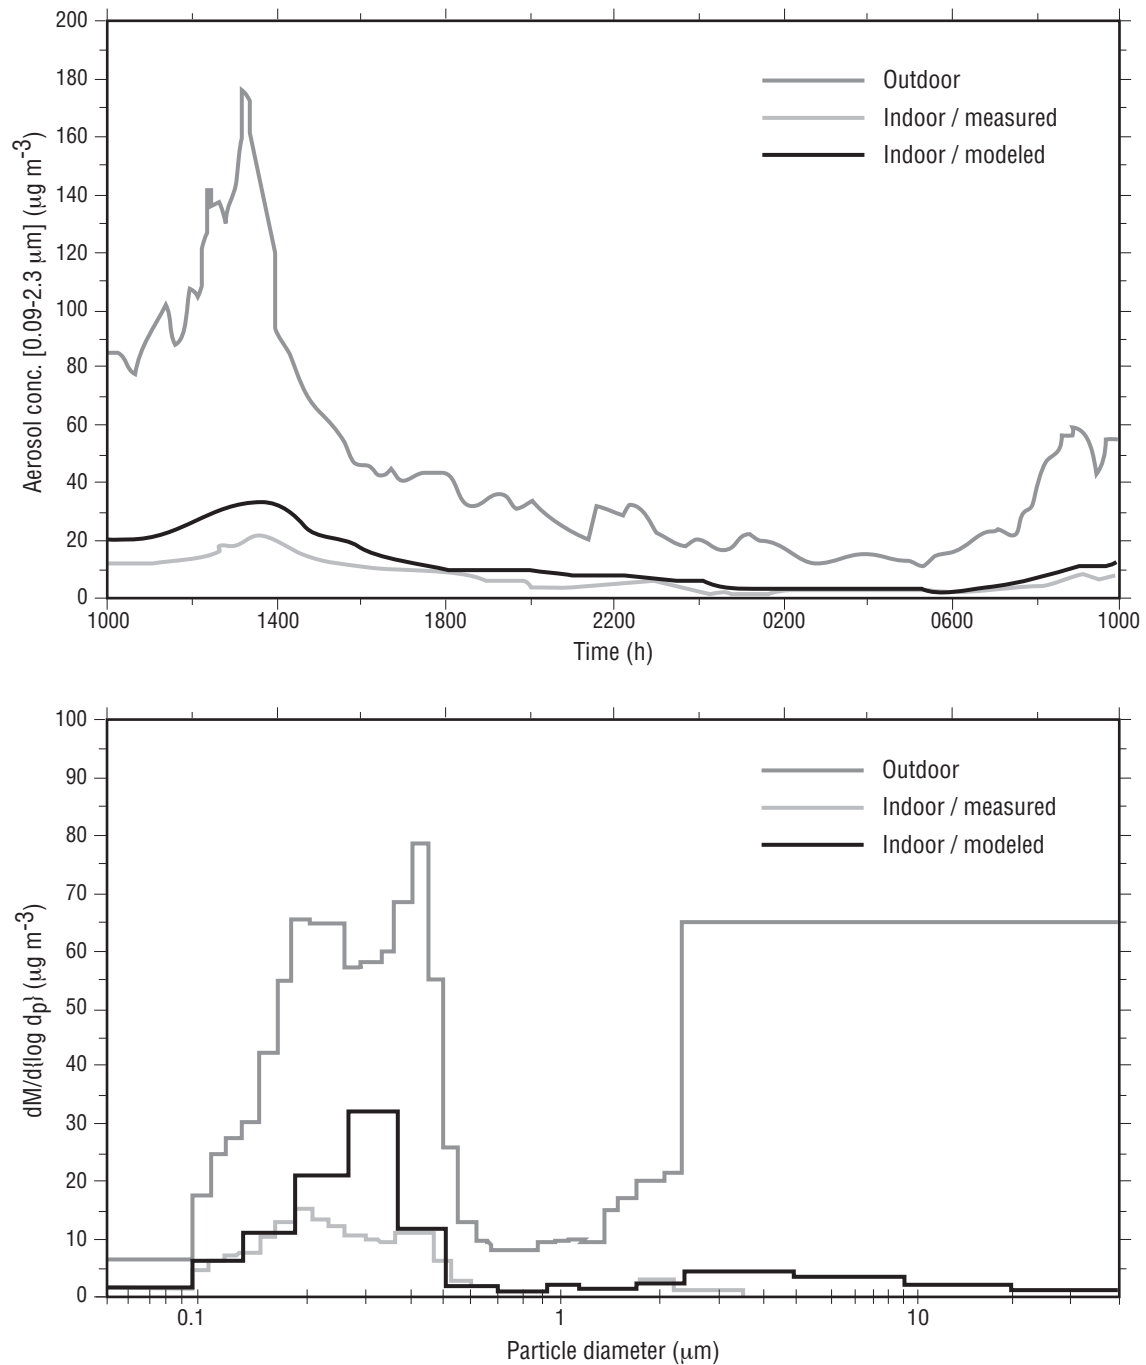 200
180
160
140
120
100
80
60
40
20
0
Aerosol conc. [0.09-2.3 μm] (μg m-3)
Outdoor
Indoor / measured
Indoor / modeled
1000 1400 1800 2200 0200 0600 1000
Time (h)
100
90
80
70
60
50
40
30
20
10
0
dM/d{log dp} (μg m-3)
Outdoor
Indoor / measured
Indoor / modeled
0.1 1 10
Particle diameter (μm)